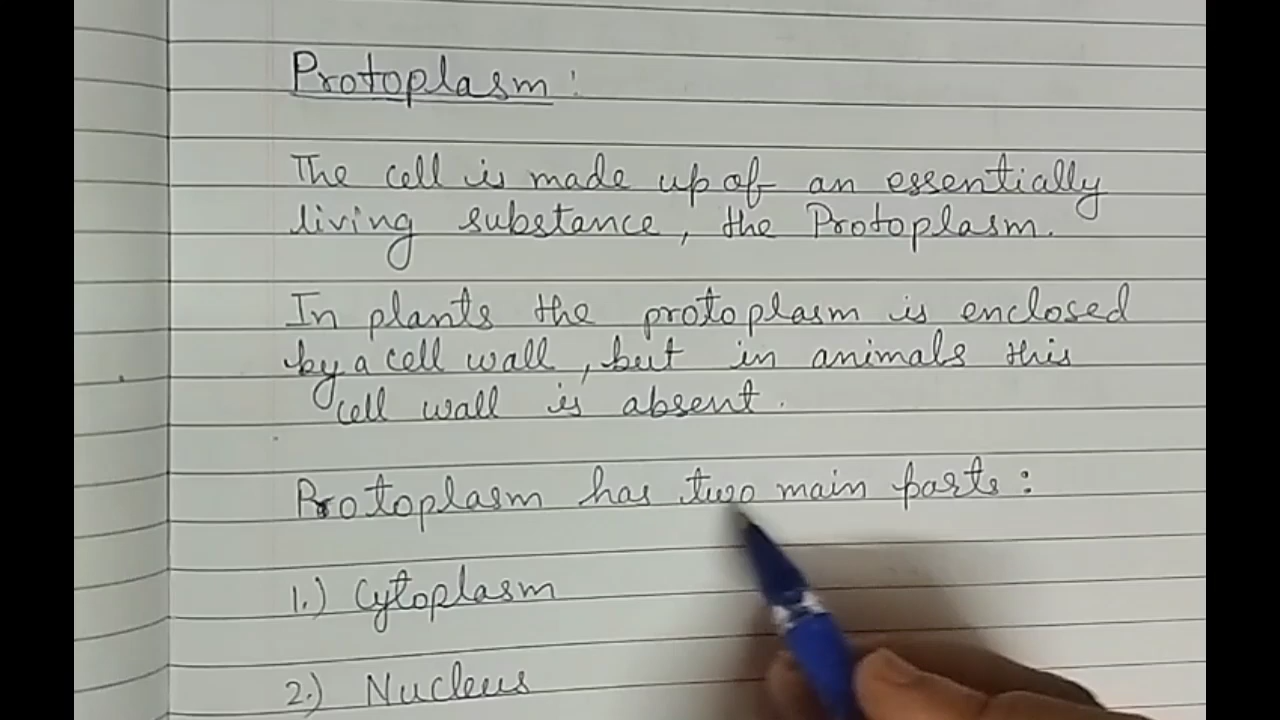 Protoplasm :
The cell is made up of an essentially
living substance, the Protoplasm.
In plants the protoplasm is enclosed
by a cell wall, but in animals this
cell wall is absent.
Protoplasm has two main parts:
1.) Cytoplasm
2.) Nucleus